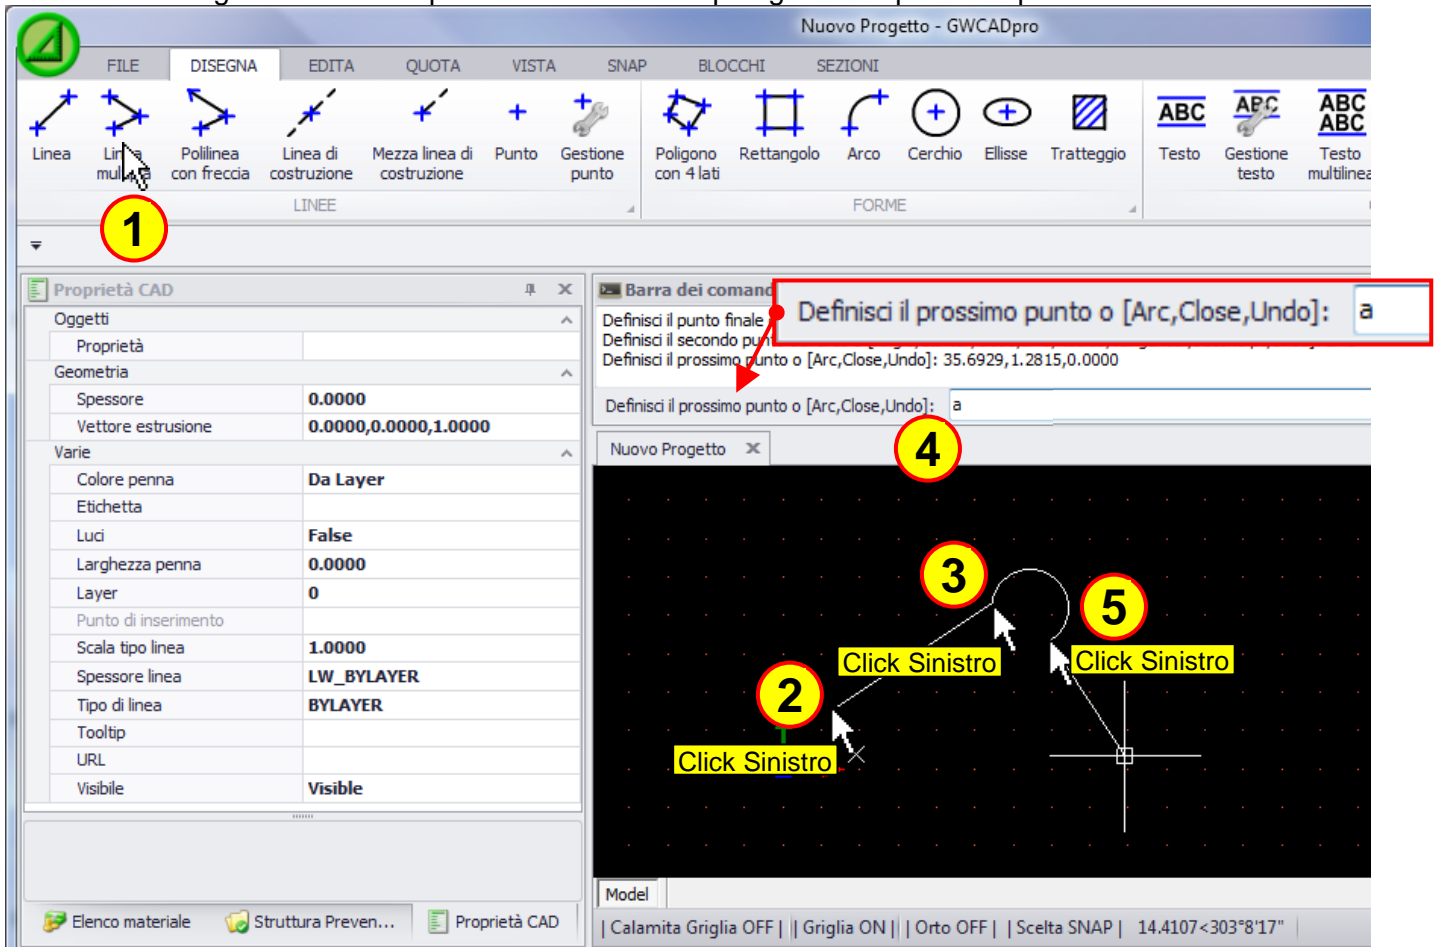 Nuovo Progetto - GWCADpro
FILE DISEGNA EDITA QUOTA VISTA SNAP BLOCCHI SEZIONI
Linea
Polilinea con freccia
Linea di costruzione
Mezza linea di costruzione
Punto
Gestione punto
Poligono con 4 lati
Rettangolo
Arco
Cerchio
Ellisse
Tratteggio
ABC
Testo
ABC
Gestione testo
ABC
ABC
Testo multilinea
1
LINEE
FORME
Proprietà CAD
Oggetti
Proprietà
Geometria
Spessore 0.0000
Vettore estrusione 0.0000,0.0000,1.0000
Varie
Colore penna Da Layer
Etichetta
Luci False
Larghezza penna 0.0000
Layer 0
Punto di inserimento
Scala tipo linea 1.0000
Spessore linea LW_BYLAYER
Tipo di linea BYLAYER
Tooltip
URL
Visibile Visible
Elenco materiale
Struttura Preven...
Proprietà CAD
Barra dei comand
Definisci il prossimo punto o [Arc,Close,Undo]: a
Definisci il punto finale
Definisci il secondo
Definisci il prossimo punto o [Arc,Close,Undo]: 35.6929,1.2815,0.0000
Definisci il prossimo punto o [Arc,Close,Undo]: a
4
Nuovo Progetto
3
5
Click Sinistro
Click Sinistro
2
Click Sinistro
Model
| Calamita Griglia OFF | | Griglia ON | | Orto OFF | | Scelta SNAP | 14.4107<303°8'17"